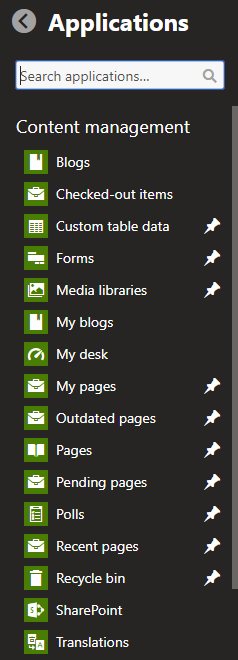 Applications
Search applications...
Content management
Blogs
Checked-out items
Custom table data
Forms
Media libraries
My blogs
My desk
My pages
Outdated pages
Pages
Pending pages
Polls
Recent pages
Recycle bin
SharePoint
Translations